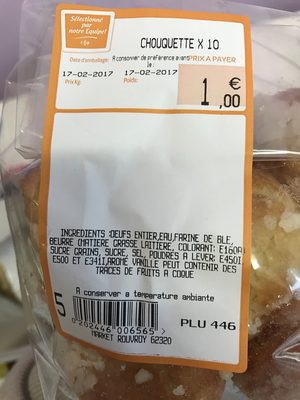 Sélectionné
par
notre Equipe!
CHOUQUETTE X 10
Date d'emballage: A conserver de préférence avant le: PRIX A PAYER
17-02-2017 17-02-2017
Prix/Kg: Poids:
1,00 €
INGREDIENTS :OEUFS ENTIER,EAU,FARINE DE BLE,
BEURRE (MATIERE GRASSE LAITIERE, COLORANT: E160A)
SUCRE GRAINS, SUCRE, SEL, POUDRES A LEVER: E450I,
E500 ET E341I,AROME VANILLE PEUT CONTENIR DES
TRACES DE FRUITS A COQUE
A conserver a température ambiante
5
0 202446 006565
PLU 446
MARKET ROUVROY 62320